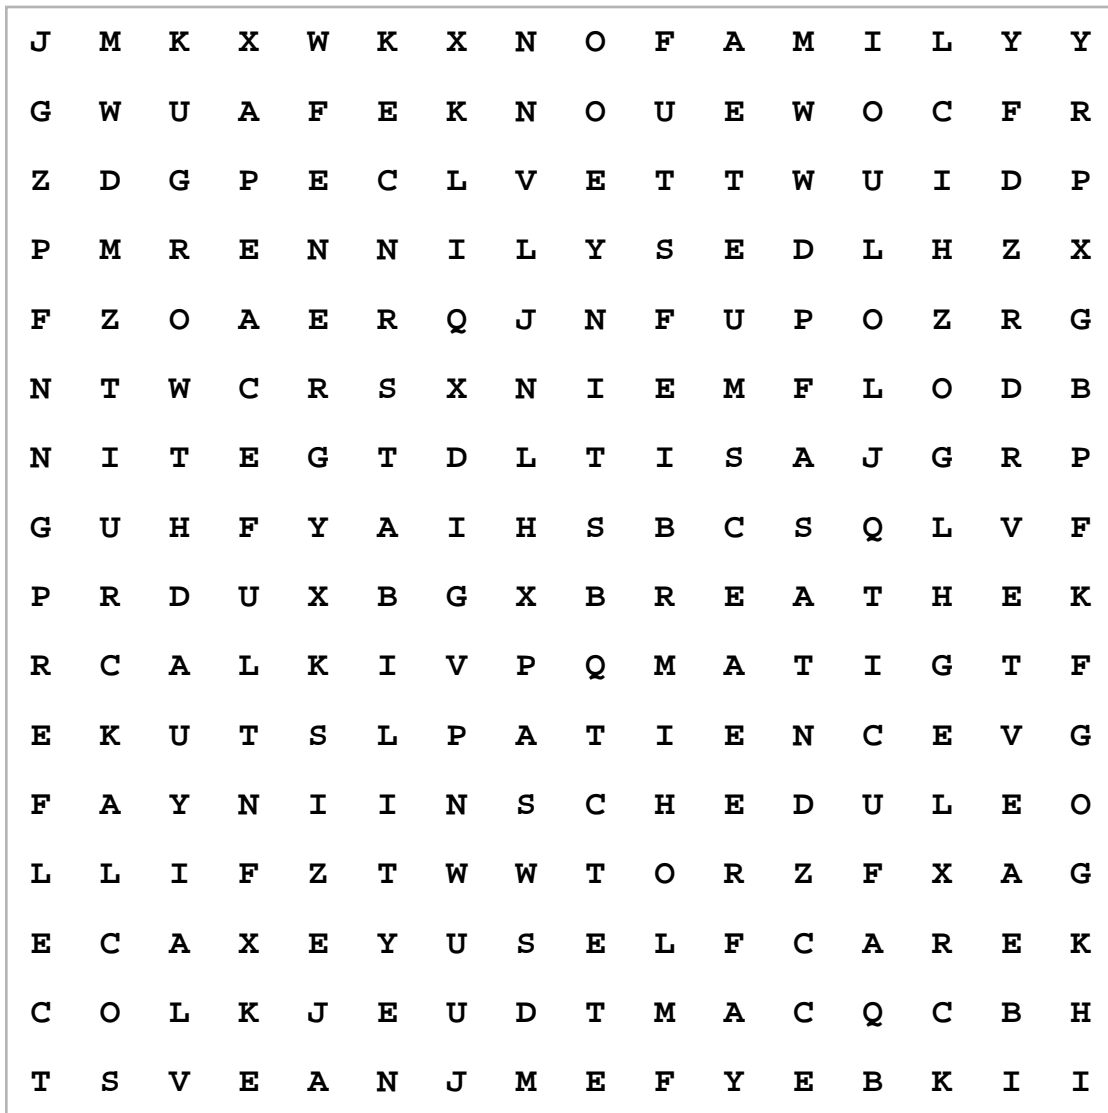 J M K X W K X N O F A M I L Y Y
G W U A F E K N O U E W O C F R
Z D G P E C L V E T T W U I D P
P M R E N N I L Y S E D L H Z X
F Z O A E R Q J N F U P O Z R G
N T W C R S X N I E M F L O D B
N I T E G T D L T I S A J G R P
G U H F Y A I H S B C S Q L V F
P R D U X B G X B R E A T H E K
R C A L K I V P Q M A T I G T F
E K U T S L P A T I E N C E V G
F A Y N I I N S C H E D U L E O
L L I F Z T W W T O R Z F X A G
E C A X E Y U S E L F C A R E K
C O L K J E U D T M A C Q C B H
T S V E A N J M E F Y E B K I I